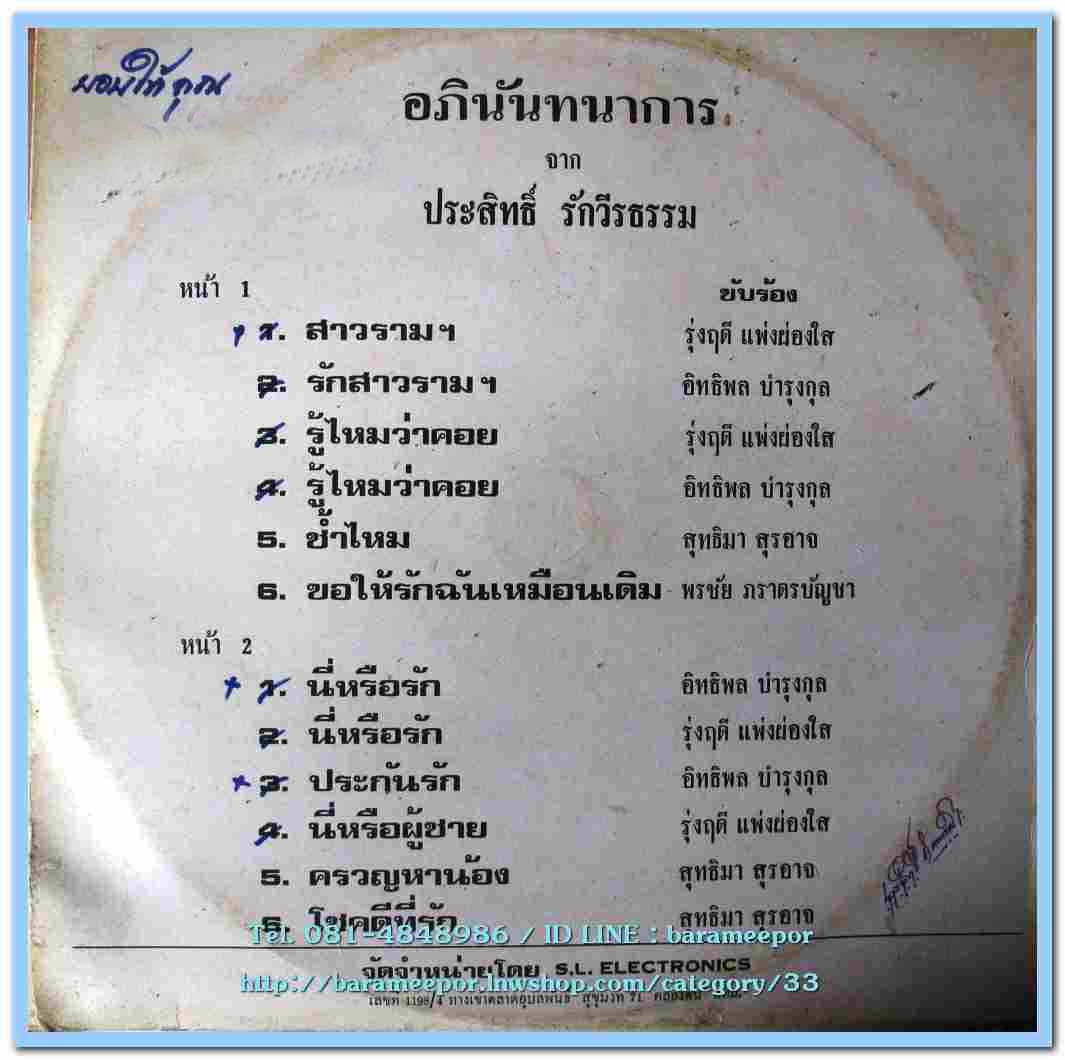 มอบให้คุณ
อภินันทนาการ
จาก
ประสิทธิ์ รักวีรธรรม
หน้า 1 ขับร้อง
1. สาวรามฯ รุ่งฤดี แพ่งผ่องใส
2. รักสาวรามฯ อิทธิพล บำรุงกุล
3. รู้ไหมว่าคอย รุ่งฤดี แพ่งผ่องใส
4. รู้ไหมว่าคอย อิทธิพล บำรุงกุล
5. ช้ำไหม สุทธิมา สุรอาจ
6. ขอให้รักฉันเหมือนเดิม พรชัย ภราดรบัญชา
หน้า 2
1. นี่หรือรัก อิทธิพล บำรุงกุล
2. นี่หรือรัก รุ่งฤดี แพ่งผ่องใส
3. ประกันรัก อิทธิพล บำรุงกุล
4. นี่หรือผู้ชาย รุ่งฤดี แพ่งผ่องใส
5. ครวญหาน้อง สุทธิมา สุรอาจ
6. โชคดีที่รัก สุทธิมา สุรอาจ
Tel. 081-4848986 / ID LINE : barameepor
จัดจำหน่ายโดย S.L. ELECTRONICS
http://barameepor.lnwshop.com/category/33
เลขที่ 1198/4 สุขุมวิท 71